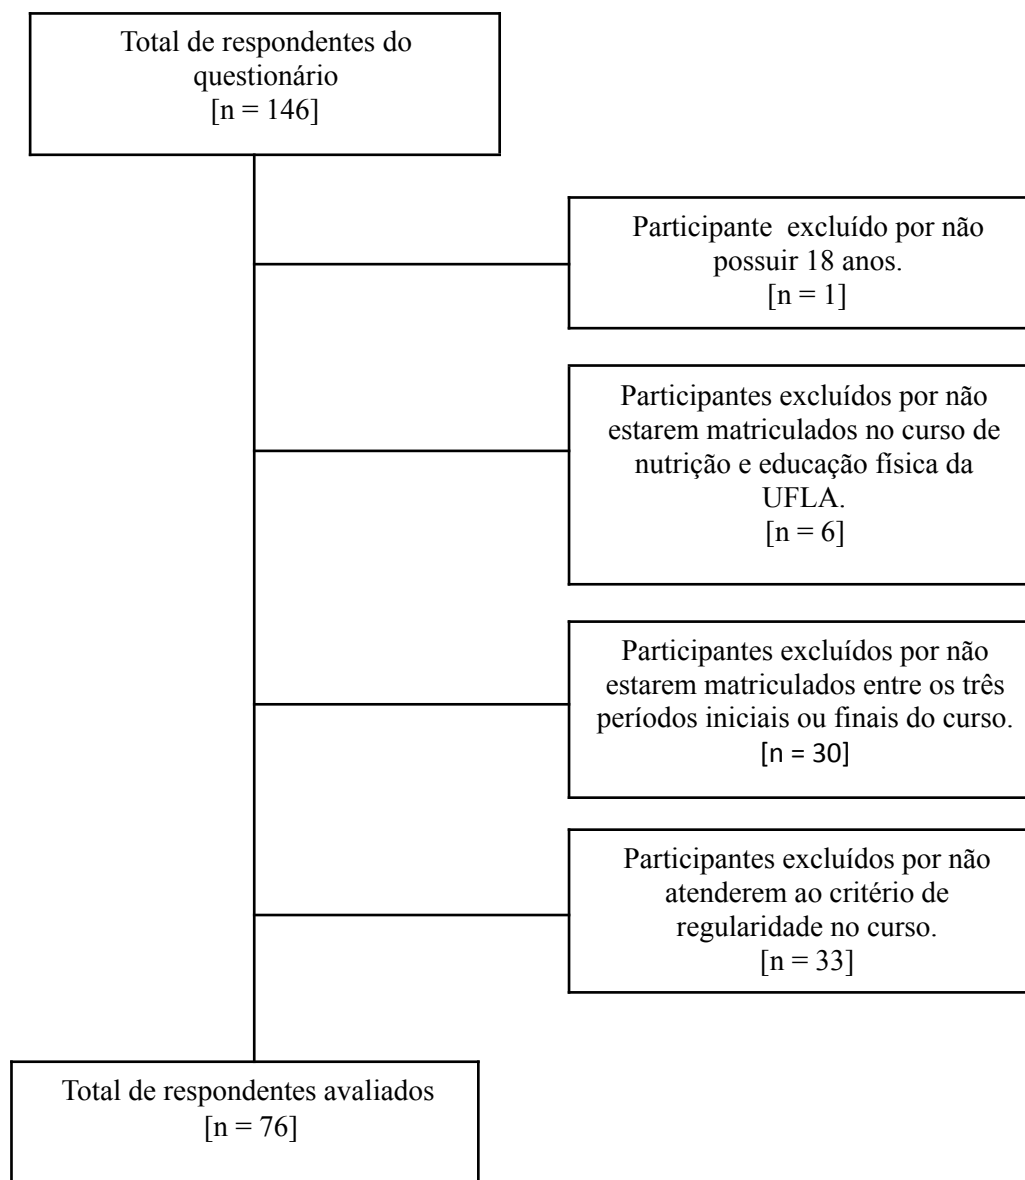 Total de respondentes do
questionário
[n = 146]
Participante  excluído por não
possuir 18 anos.
[n = 1]
Participantes excluídos por não
estarem matriculados no curso de
nutrição e educação física da
UFLA.
[n = 6]
Participantes excluídos por não
estarem matriculados entre os três
períodos iniciais ou finais do curso.
[n = 30]
Participantes excluídos por não
atenderem ao critério de
regularidade no curso.
[n = 33]
Total de respondentes avaliados
[n = 76]